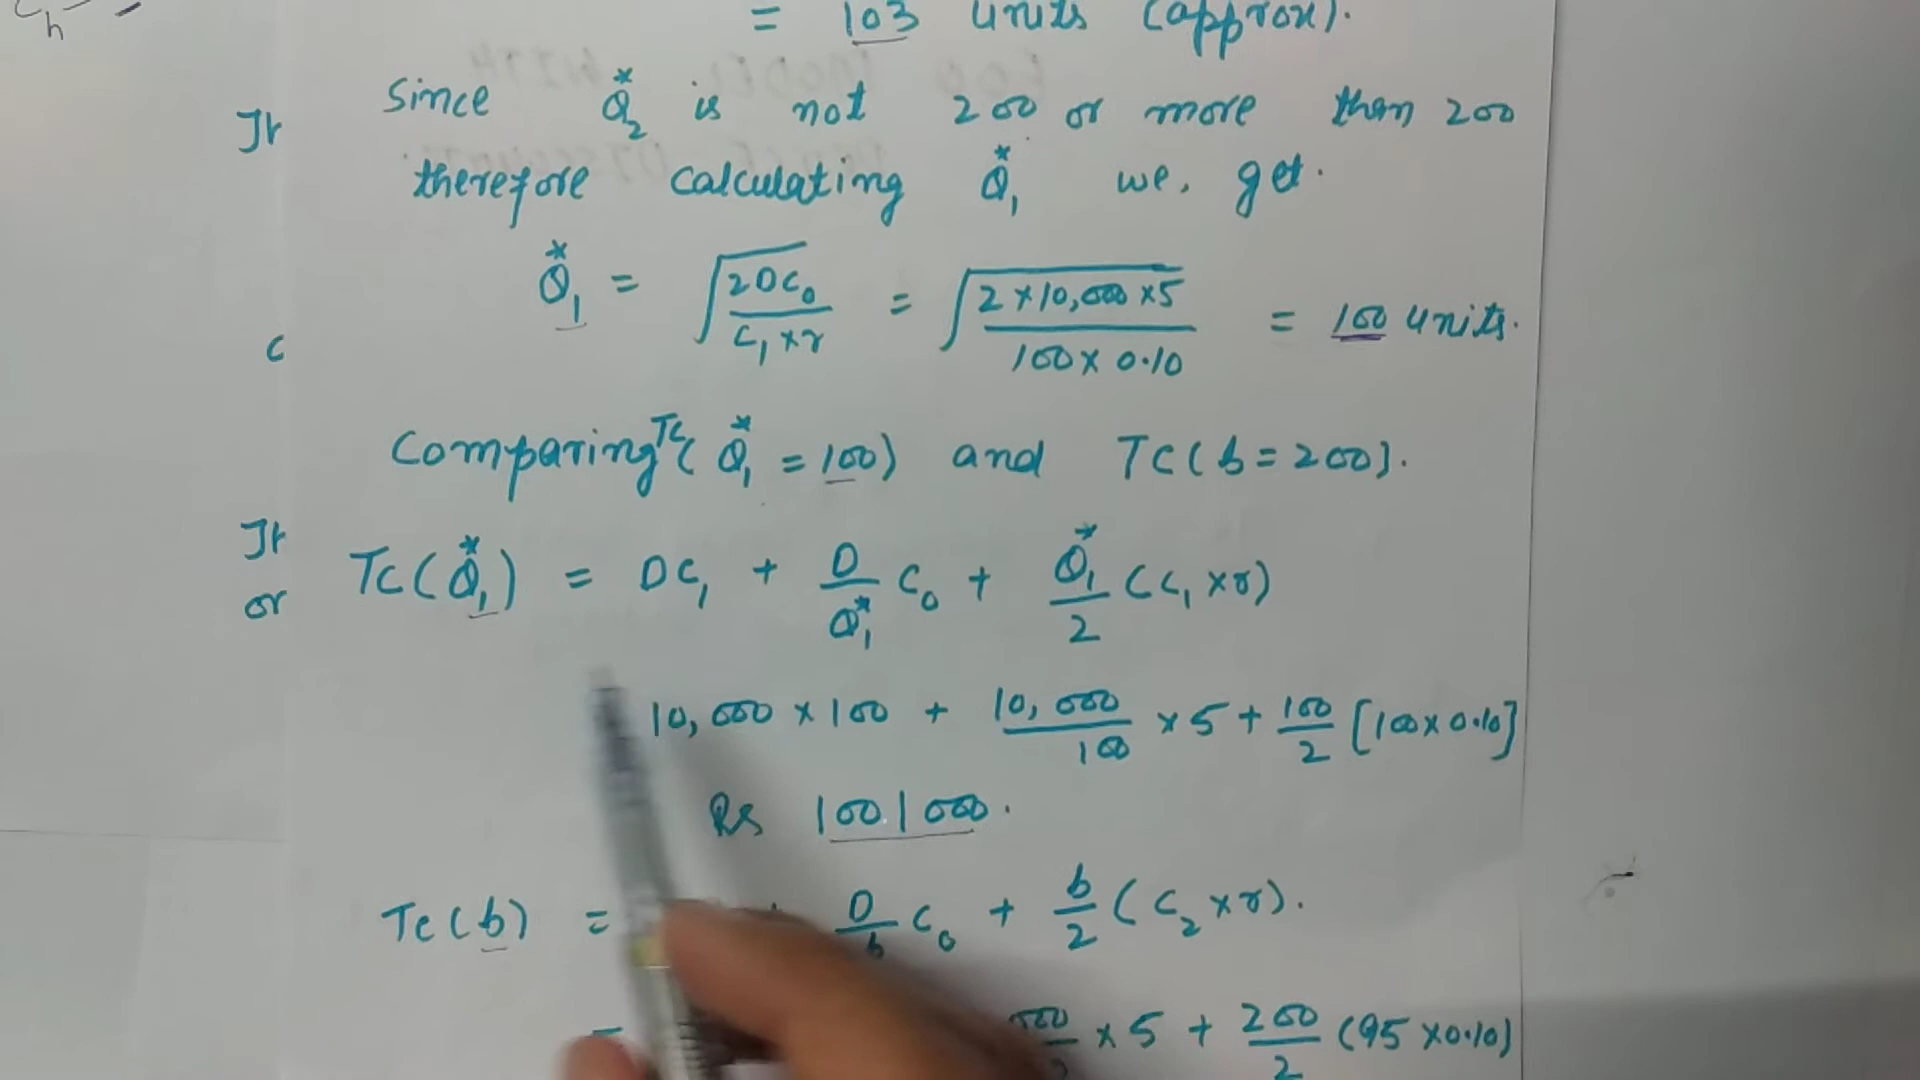 h
= 103 units (approx).
Since Q₂* is not 200 or more than 200
It
therefore calculating Q₁* we, get.
Q₁* = √(2DC₀ / C₁×r) = √(2×10,000×5 / 100×0.10) = 100 units.
C
Comparing TC(Q₁* = 100) and TC(b=200).
It
TC(Q₁*) = DC₁ + D/Q₁* C₀ + Q₁*/2 (C₁×r)
or
10,000 × 100 + 10,000/100 × 5 + 100/2 [100×0.10]
Rs 1001000.
TC(b) = D/b C₀ + b/2 (C₂×r).
× 5 + 200/2 (95×0.10)